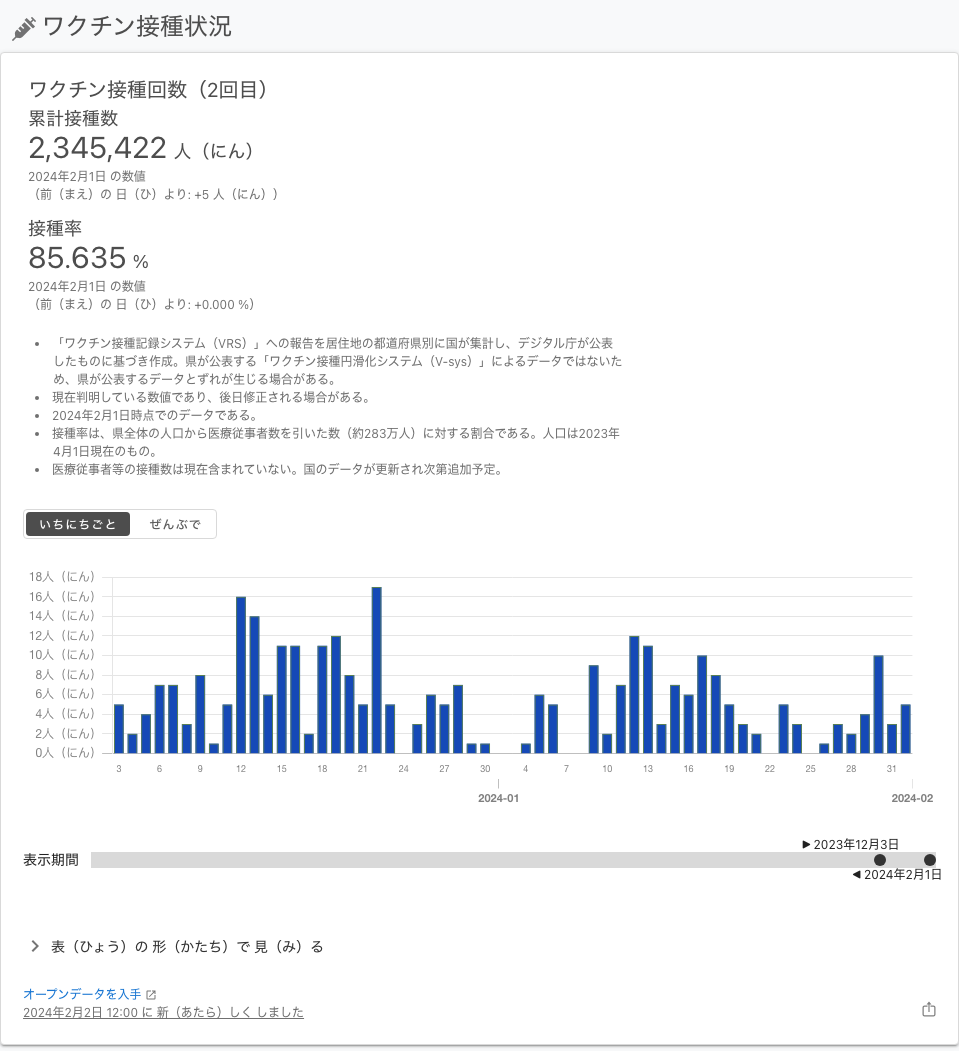 ワクチン接種状況
ワクチン接種回数（2回目）
累計接種数
2,345,422 人（にん）
2024年2月1日 の数値
（前（まえ）の 日（ひ）より: +5 人（にん））
接種率
85.635 %
2024年2月1日 の数値
（前（まえ）の 日（ひ）より: +0.000 %）
• 「ワクチン接種記録システム（VRS）」への報告を居住地の都道府県別に国が集計し、デジタル庁が公表
したものに基づき作成。県が公表する「ワクチン接種円滑化システム（V-sys）」によるデータではないた
め、県が公表するデータとずれが生じる場合がある。
• 現在判明している数値であり、後日修正される場合がある。
• 2024年2月1日時点でのデータである。
• 接種率は、県全体の人口から医療従事者数を引いた数（約283万人）に対する割合である。人口は2023年
4月1日現在のもの。
• 医療従事者等の接種数は現在含まれていない。国のデータが更新され次第追加予定。
いちにちごと ぜんぶで
18人（にん）
16人（にん）
14人（にん）
12人（にん）
10人（にん）
8人（にん）
6人（にん）
4人（にん）
2人（にん）
0人（にん）
3 6 9 12 15 18 21 24 27 30 4 7 10 13 16 19 22 25 28 31
2024-01 2024-02
▶ 2023年12月3日
表示期間
◀ 2024年2月1日
表（ひょう）の 形（かたち）で 見（み）る
オープンデータを入手
2024年2月2日 12:00 に 新（あたら）しく しました